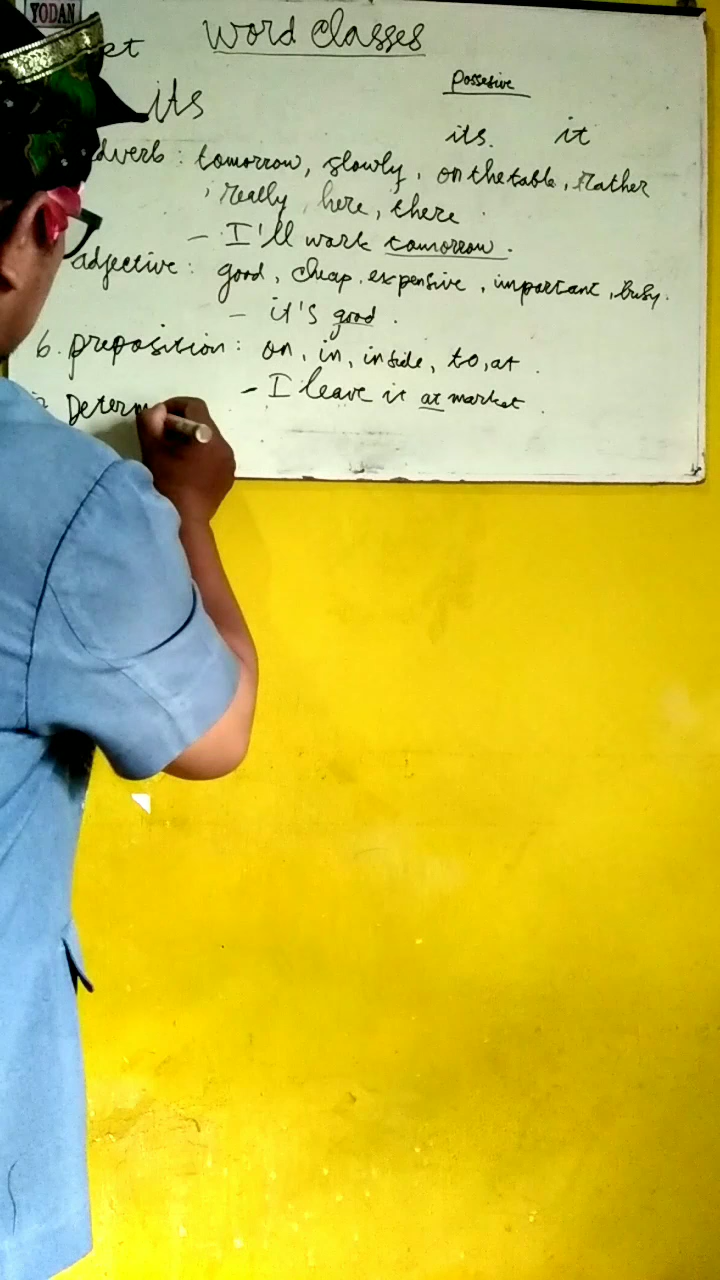 YODAN
Word Classes
et
its
Possesive
its. it
dverb : tomorrow, slowly, on the table, Rather
, really, here, there.
- I'll work tomorrow.
adjective : good, cheap, expensive, important, busy.
- it's good.
6. preposition : on, in, inside, to, at.
- I leave it at market.
Determ